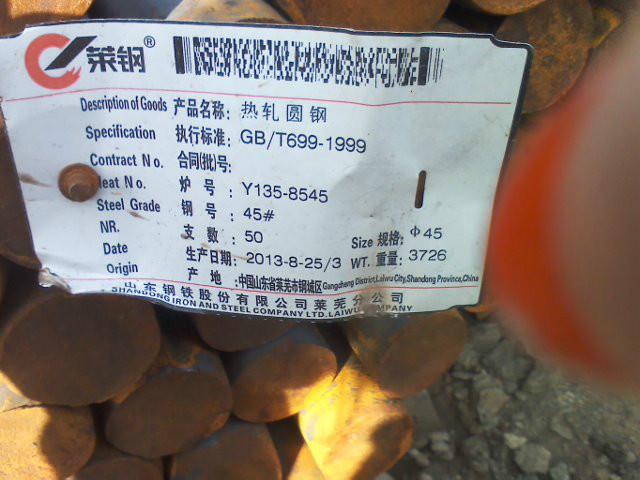 莱钢®
Description of Goods 产品名称: 热轧圆钢
Specification 执行标准: GB/T699-1999
Contract No. 合同(批)号:
Heat No. 炉号: Y135-8545
Steel Grade 钢号: 45#
NR. 支数: 50 Size 规格: Φ45
Date 生产日期: 2013-8-25/3 WT. 重量: 3726
Origin 产地: 中国山东省莱芜市钢城区 Gangcheng District,Laiwu City,Shandong Province,China
山东钢铁股份有限公司莱芜分公司
SHANDONG IRON AND STEEL COMPANY LTD.LAIWU COMPANY